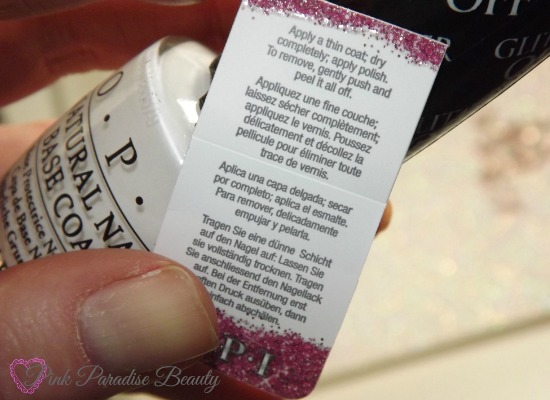 Apply a thin coat; dry
completely; apply polish.
To remove, gently push and
peel it all off.
Appliquez une fine couche;
laissez sécher complètement;
appliquez le vernis. Poussez
délicatement et décollez la
pellicule pour éliminer toute
trace de vernis.
Aplica una capa delgada; secar
por completo; aplica el esmalte.
Para remover, delicadamente
empujar y pelarla.
Tragen Sie eine dünne Schicht
auf den Nagel auf: Lassen Sie
sie vollständig trocknen. Tragen
Sie anschliessend den Nagellack
auf. Bei der Entfernung erst
Druck ausüben, dann
einfach abschälen.
O.P.
NATURAL NA
BASE COA
OFF
Pink Paradise Beauty